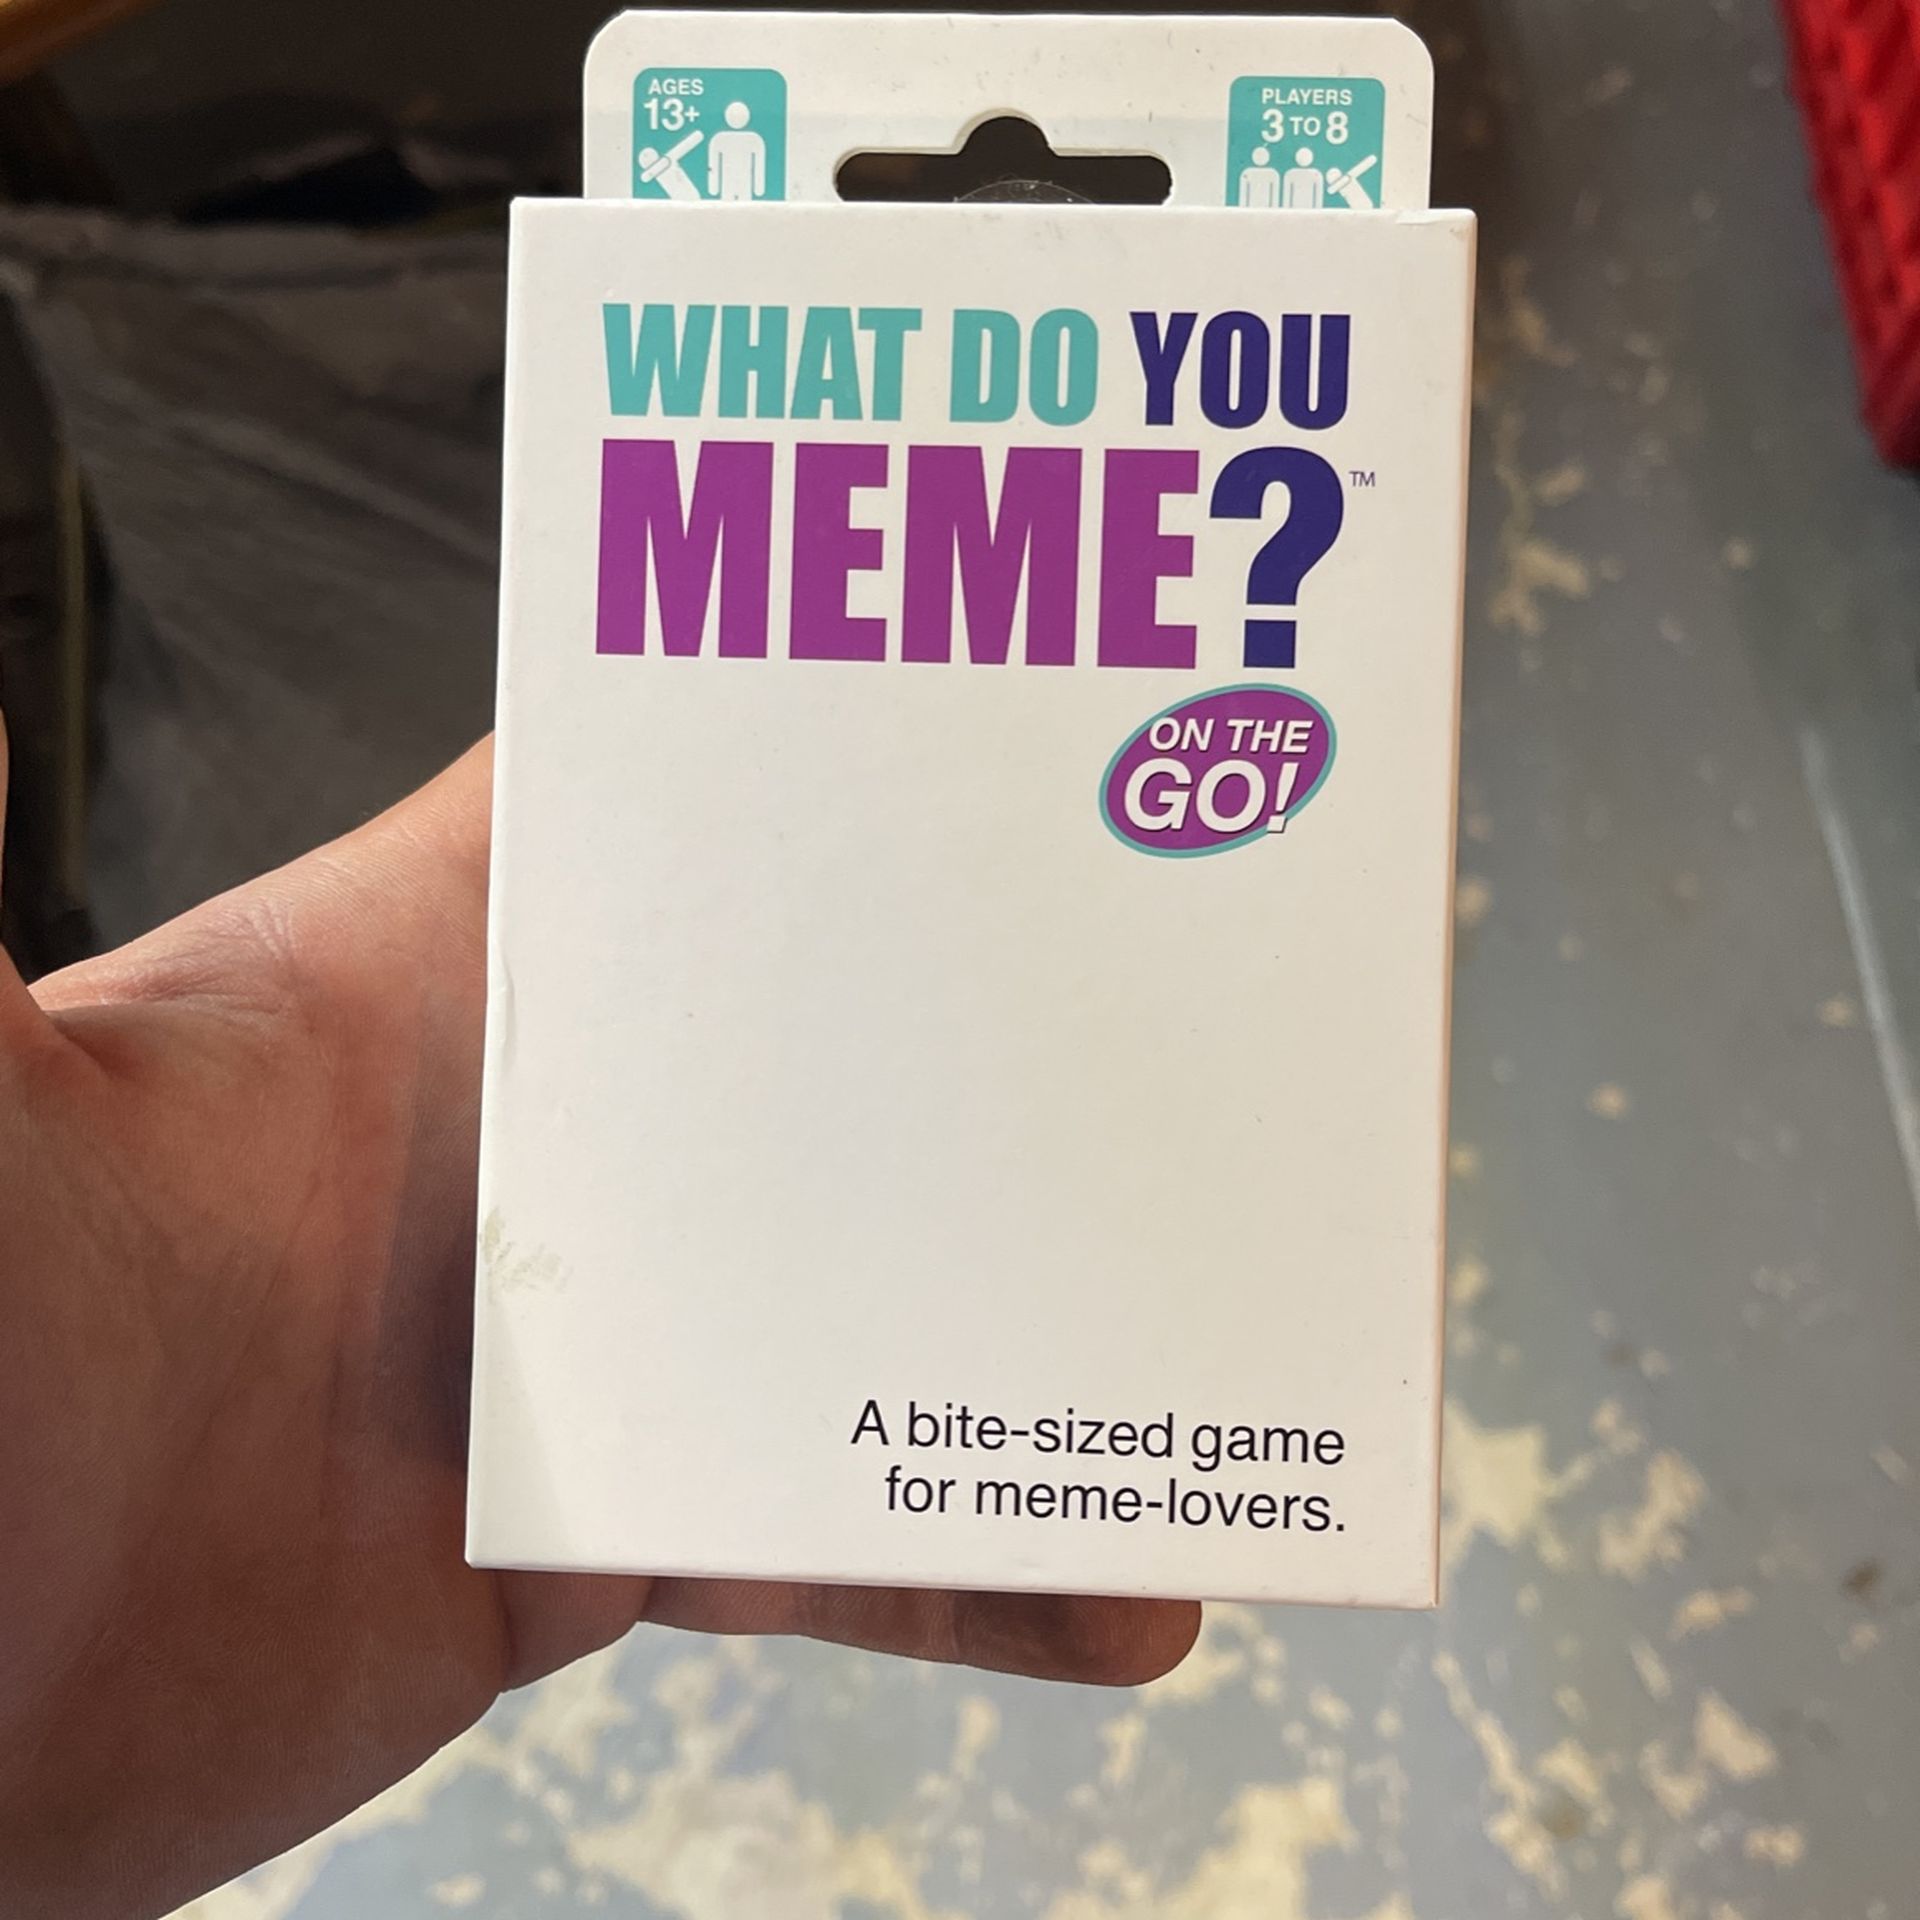 AGES
13+
PLAYERS
3 TO 8
WHAT DO YOU
MEME?™
ON THE
GO!
A bite-sized game
for meme-lovers.